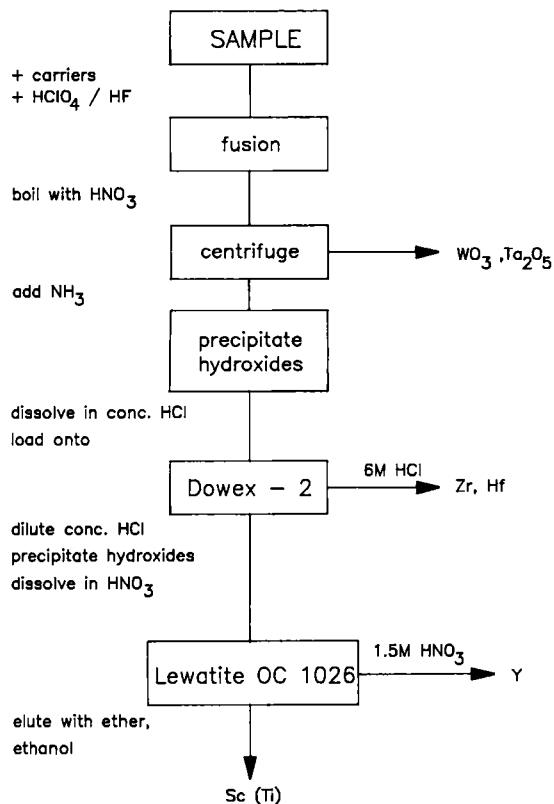 SAMPLE
+ carriers
+ HClO₄ / HF
fusion
boil with HNO₃
centrifuge
WO₃ ,Ta₂O₅
add NH₃
precipitate
hydroxides
dissolve in conc. HCl
load onto
Dowex – 2
6M HCl
Zr, Hf
dilute conc. HCl
precipitate hydroxides
dissolve in HNO₃
Lewatite OC 1026
1.5M HNO₃
Y
elute with ether,
ethanol
Sc (Ti)